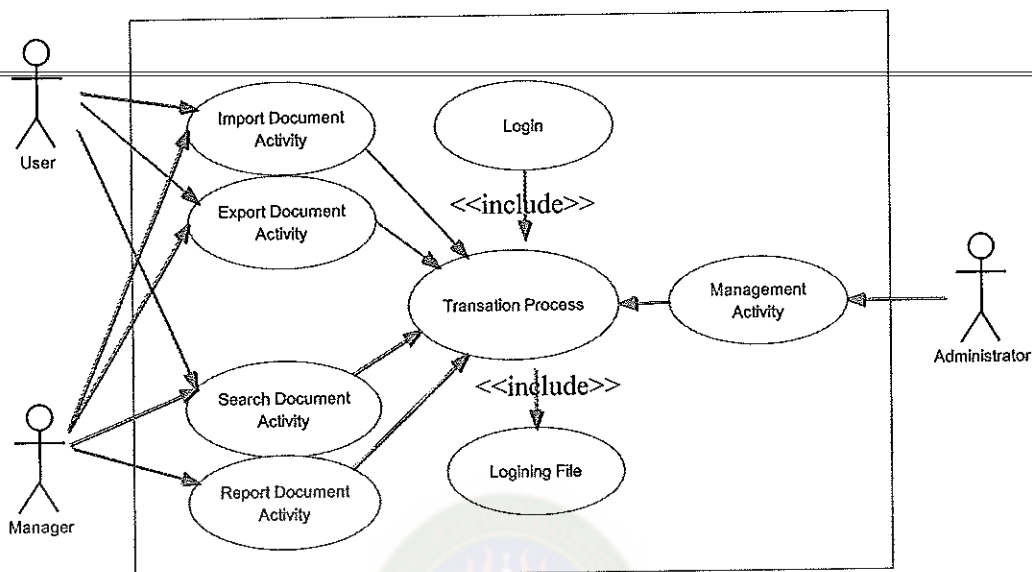 User
Import Document
Activity
Login
<<include>>
Export Document
Activity
Transation Process
Management
Activity
Administrator
<<include>>
Search Document
Activity
Logining File
Report Document
Activity
Manager